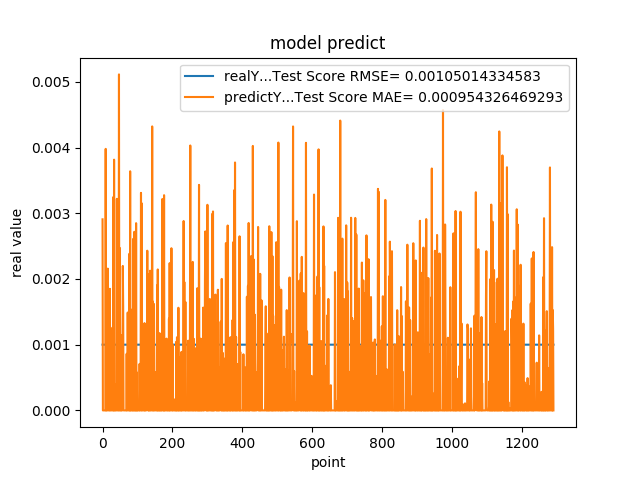 model predict
realY...Test Score RMSE= 0.00105014334583
predictY...Test Score MAE= 0.000954326469293
0.005
0.004
0.003
0.002
0.001
0.000
real value
0 200 400 600 800 1000 1200
point